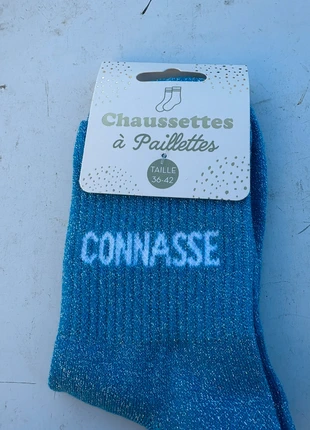 Chaussettes
à Paillettes
TAILLE
36-42
CONNASSE